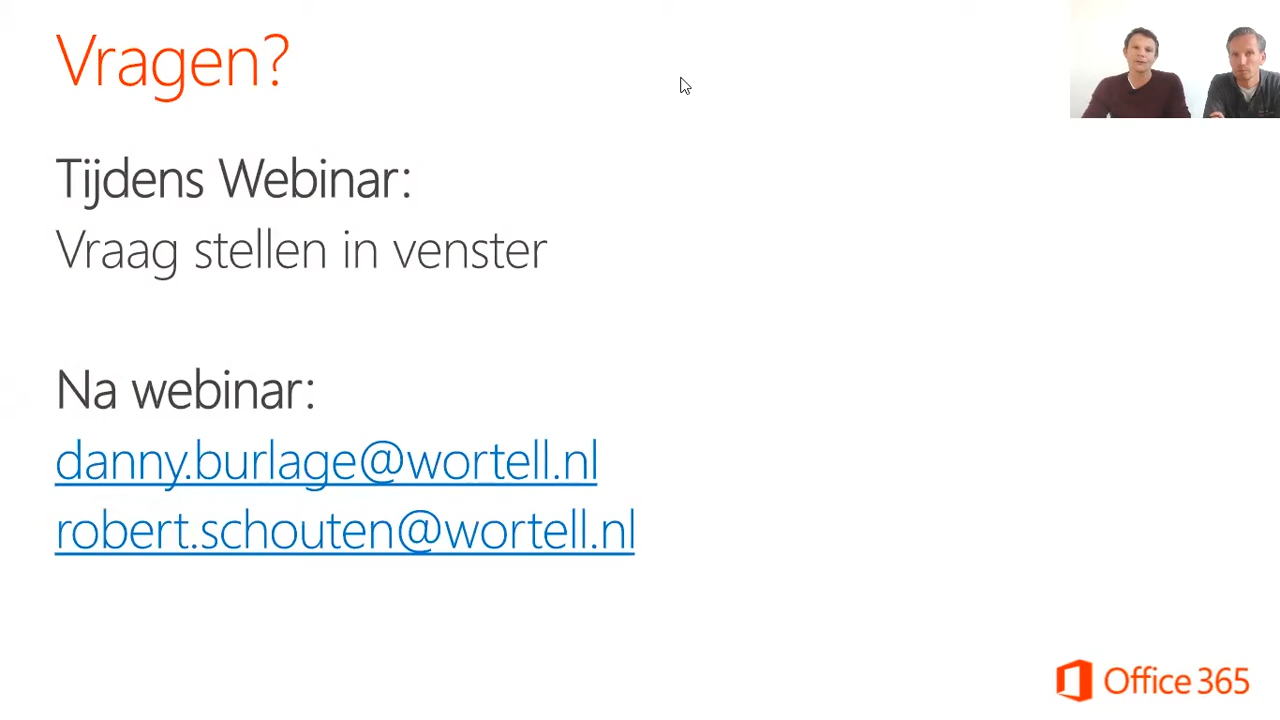 Vragen?
Tijdens Webinar:
Vraag stellen in venster
Na webinar:
danny.burlage@wortell.nl
robert.schouten@wortell.nl
Office 365